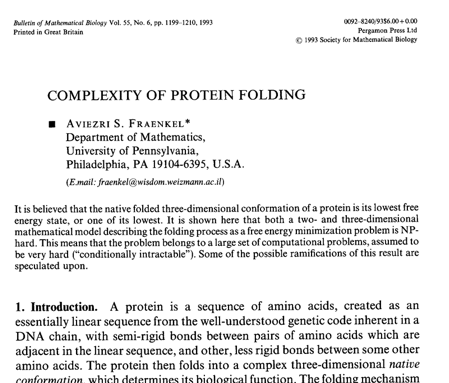 Bulletin of Mathematical Biology Vol. 55, No. 6, pp. 1199–1210, 1993
Printed in Great Britain
0092–8240/93$6.00 + 0.00
Pergamon Press Ltd
© 1993 Society for Mathematical Biology
COMPLEXITY OF PROTEIN FOLDING
■ AVIEZRI S. FRAENKEL*
Department of Mathematics,
University of Pennsylvania,
Philadelphia, PA 19104-6395, U.S.A.
(E.mail: fraenkel@wisdom.weizmann.ac.il)
It is believed that the native folded three-dimensional conformation of a protein is its lowest free
energy state, or one of its lowest. It is shown here that both a two- and three-dimensional
mathematical model describing the folding process as a free energy minimization problem is NP-
hard. This means that the problem belongs to a large set of computational problems, assumed to
be very hard (“conditionally intractable”). Some of the possible ramifications of this result are
speculated upon.
1. Introduction. A protein is a sequence of amino acids, created as an
essentially linear sequence from the well-understood genetic code inherent in a
DNA chain, with semi-rigid bonds between pairs of amino acids which are
adjacent in the linear sequence, and other, less rigid bonds between some other
amino acids. The protein then folds into a complex three-dimensional native
conformation, which determines its biological function. The folding mechanism